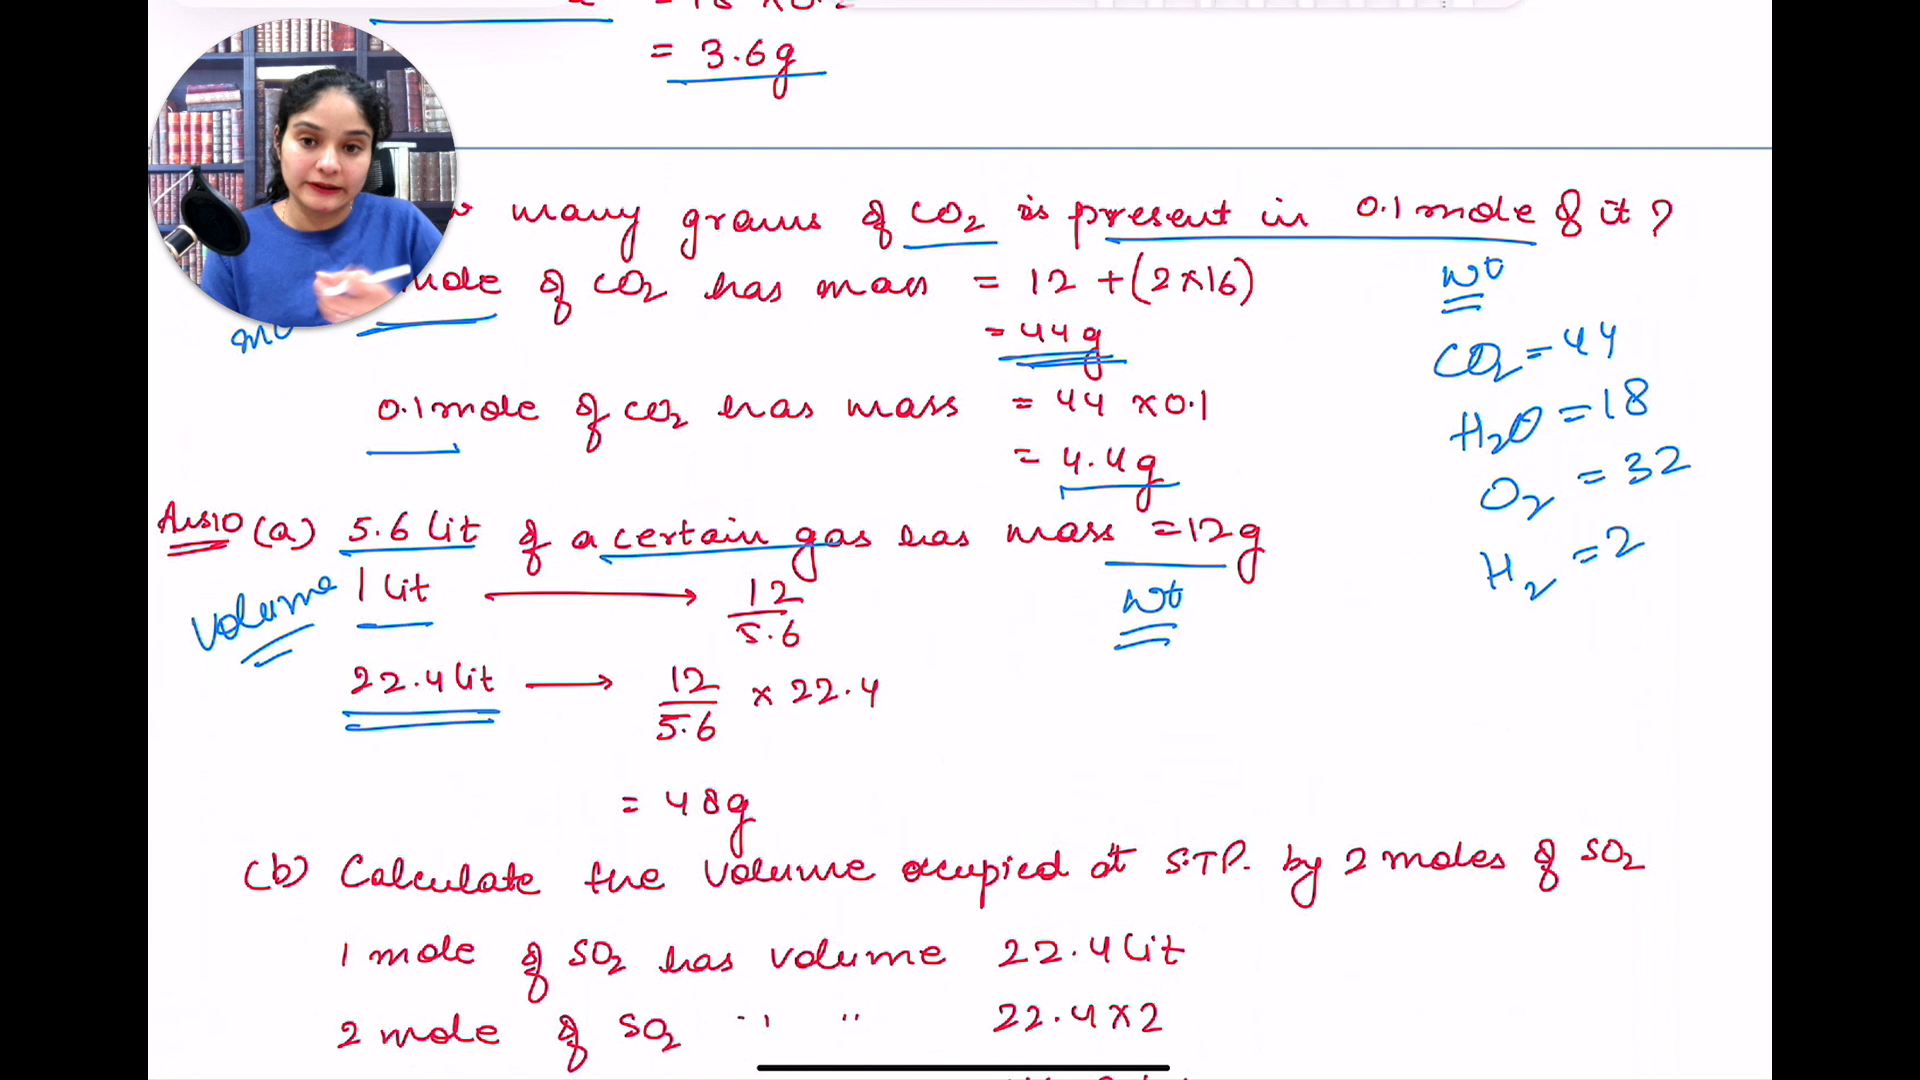 = 3.6g
many grams of CO2 is present in 0.1 mole of it?
mole of CO2 has mass = 12 + (2×16)
= 44g
0.1 mole of CO2 has mass = 44 × 0.1
= 4.4g
wt
CO2 = 44
H2O = 18
O2 = 32
H2 = 2
Ans10 (a) 5.6 lit of a certain gas has mass = 12g
volume 1 lit → 12/5.6
wt
22.4 lit → 12/5.6 × 22.4
= 48g
(b) Calculate the volume occupied at S.T.P. by 2 moles of SO2
1 mole of SO2 has volume 22.4 lit
2 mole of SO2 " " 22.4×2